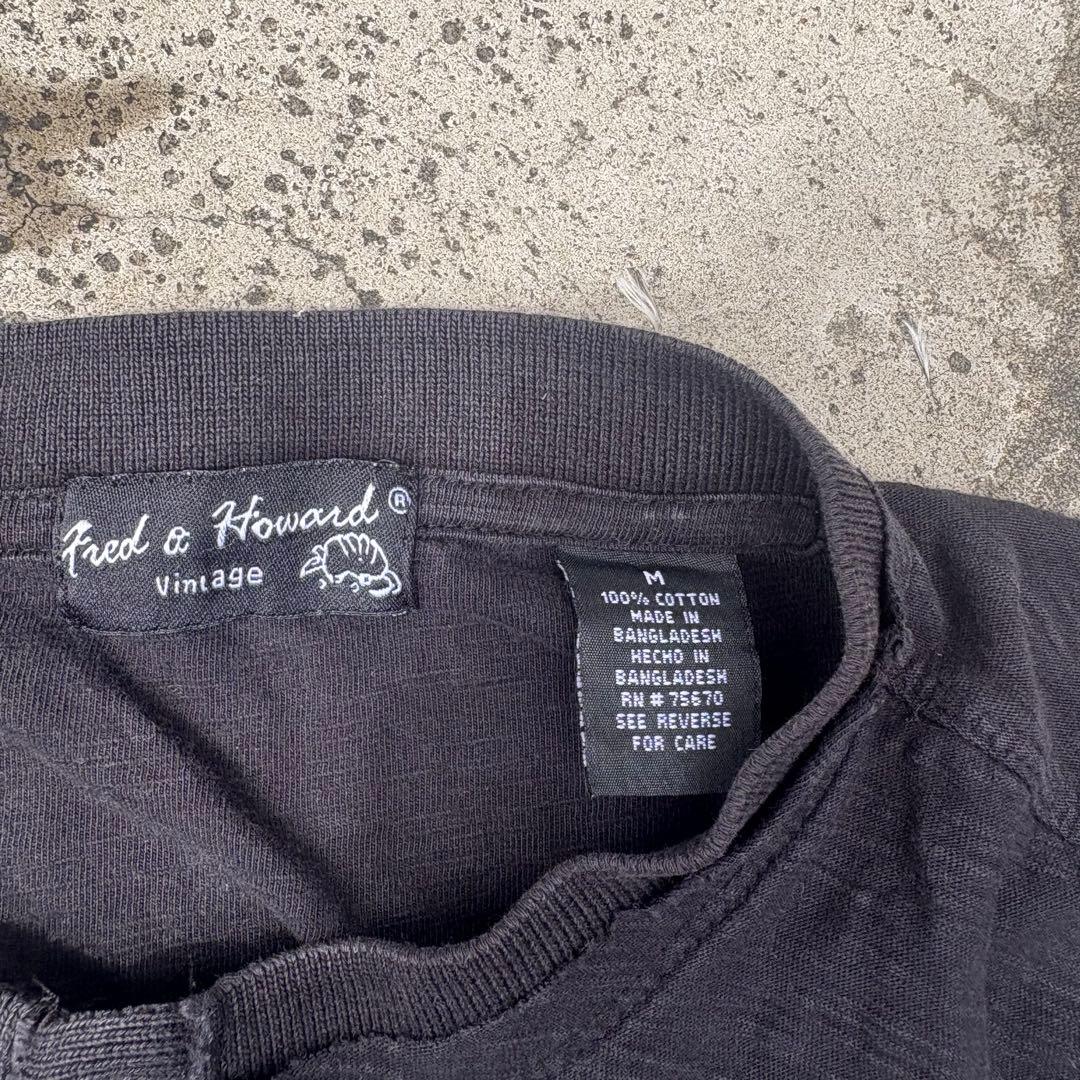 Fred & Howard ®
Vintage
M
100% COTTON
MADE IN
BANGLADESH
HECHO IN
BANGLADESH
RN # 75670
SEE REVERSE
FOR CARE